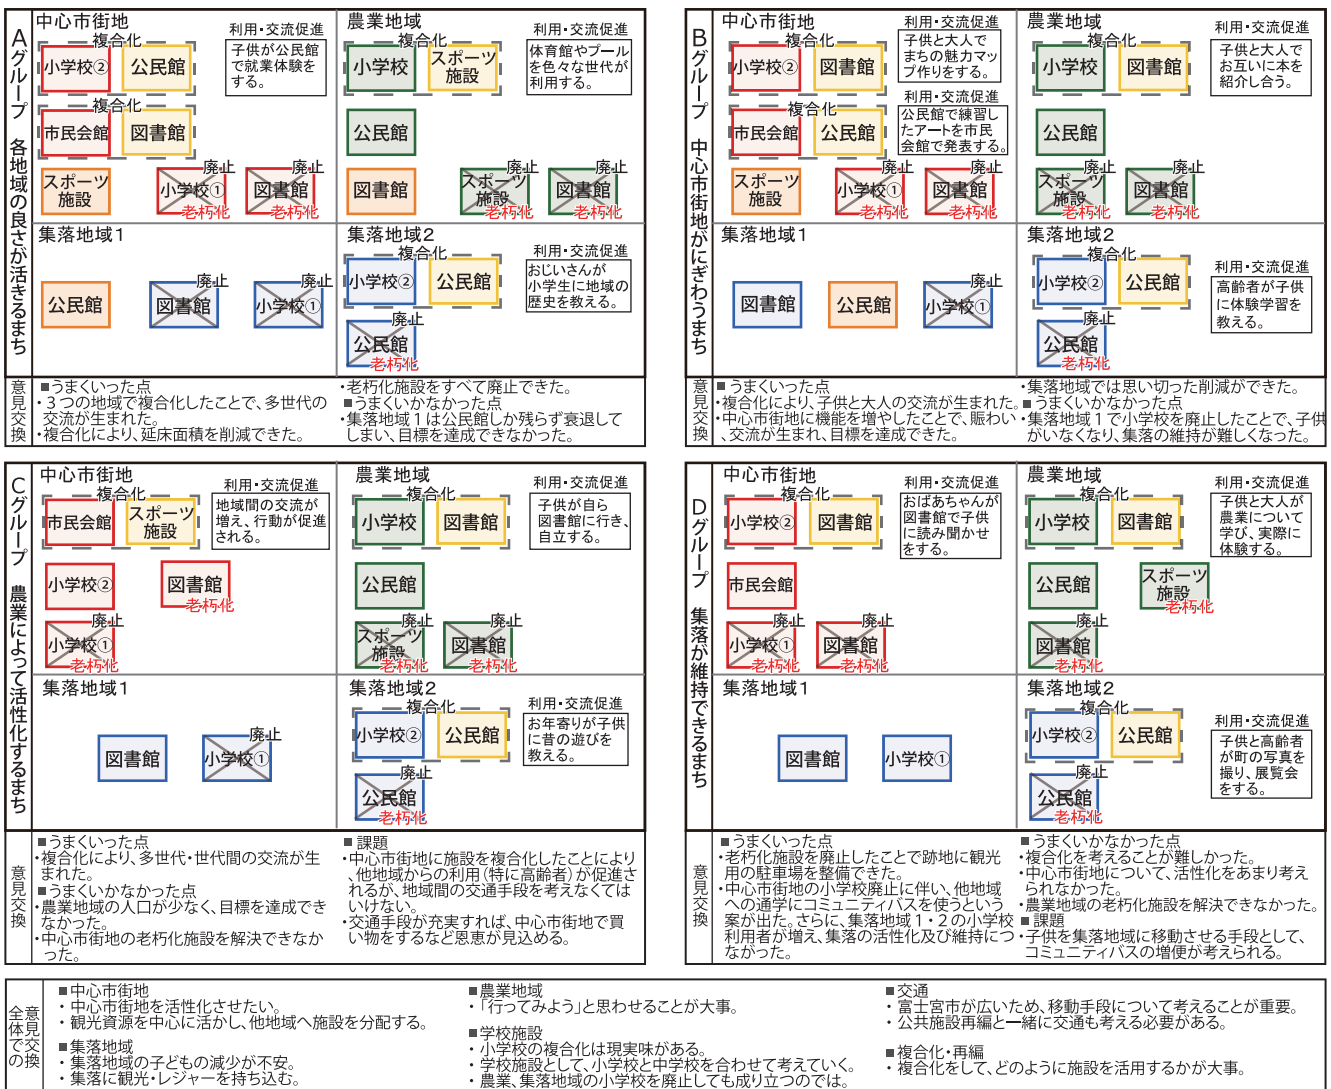 Aグループ 各地域の良さが活きるまち
中心市街地
複合化
小学校② 公民館
利用・交流促進
子供が公民館
で就業体験を
する。
複合化
市民会館 図書館
スポーツ
施設
廃止
小学校①
老朽化
廃止
図書館
老朽化
農業地域
複合化
小学校 スポーツ
施設
利用・交流促進
体育館やプール
を色々な世代が
利用する。
公民館
図書館
廃止
スポーツ
施設
老朽化
廃止
図書館
老朽化
集落地域1
公民館
廃止
図書館
廃止
小学校①
集落地域2
複合化
小学校② 公民館
利用・交流促進
おじいさんが
小学生に地域の
歴史を教える。
廃止
公民館
老朽化
意見交換
■うまくいった点
・3つの地域で複合化したことで、多世代の
交流が生まれた。
・複合化により、延床面積を削減できた。
・老朽化施設をすべて廃止できた。
■うまくいかなかった点
・集落地域1は公民館しか残らず衰退して
しまい、目標を達成できなかった。
Bグループ 中心市街地がにぎわうまち
中心市街地
複合化
小学校② 図書館
利用・交流促進
子供と大人で
まちの魅力マッ
プ作りをする。
複合化
市民会館 公民館
利用・交流促進
公民館で練習し
たアートを市民
会館で発表する。
スポーツ
施設
廃止
小学校①
老朽化
廃止
図書館
老朽化
農業地域
複合化
小学校 図書館
利用・交流促進
子供と大人で
お互いに本を
紹介し合う。
公民館
廃止
スポーツ
施設
老朽化
廃止
図書館
老朽化
集落地域1
図書館
公民館
廃止
小学校①
集落地域2
複合化
小学校② 公民館
利用・交流促進
高齢者が子供
に体験学習を
教える。
廃止
公民館
老朽化
意見交換
■うまくいった点
・複合化により、子供と大人の交流が生まれた。
・中心市街地に機能を増やしたことで、賑わい
、交流が生まれ、目標を達成できた。
・集落地域では思い切った削減ができた。
■うまくいかなかった点
・集落地域1で小学校を廃止したことで、子供
がいなくなり、集落の維持が難しくなった。
Cグループ 農業によって活性化するまち
中心市街地
複合化
市民会館 スポーツ
施設
利用・交流促進
地域間の交流が
増え、行動が促進
される。
小学校②
図書館
老朽化
廃止
小学校①
老朽化
農業地域
複合化
小学校 図書館
利用・交流促進
子供が自ら
図書館に行き、
自立する。
公民館
廃止
スポーツ
施設
老朽化
廃止
図書館
老朽化
集落地域1
図書館
廃止
小学校①
集落地域2
複合化
小学校② 公民館
利用・交流促進
お年寄りが子供
に昔の遊びを
教える。
廃止
公民館
老朽化
意見交換
■うまくいった点
・複合化により、多世代・世代間の交流が生
まれた。
■うまくいかなかった点
・農業地域の人口が少なく、目標を達成でき
なかった。
・中心市街地の老朽化施設を解決できなか
った。
■課題
・中心市街地に施設を複合化したことにより
、他地域からの利用(特に高齢者)が促進さ
れるが、地域間の交通手段を考えなくては
いけない。
・交通手段が充実すれば、中心市街地で買
い物をするなど恩恵が見込める。
Dグループ 集落が維持できるまち
中心市街地
複合化
小学校② 図書館
利用・交流促進
おばあちゃんが
図書館で子供
に読み聞かせ
をする。
市民会館
廃止
小学校①
老朽化
廃止
図書館
老朽化
農業地域
複合化
小学校 図書館
利用・交流促進
子供と大人が
農業について
学び、実際に
体験する。
公民館
スポーツ
施設
老朽化
廃止
図書館
老朽化
集落地域1
図書館
小学校①
集落地域2
複合化
小学校② 公民館
利用・交流促進
子供と高齢者
が町の写真を
撮り、展覧会
をする。
廃止
公民館
老朽化
意見交換
■うまくいった点
・老朽化施設を廃止したことで跡地に観光
用の駐車場を整備できた。
・中心市街地の小学校廃止に伴い、他地域
への通学にコミュニティバスを使うという
案が出た。さらに、集落地域1・2の小学校
利用者が増え、集落の活性化及び維持につ
ながった。
■うまくいかなかった点
・複合化を考えることが難しかった。
・中心市街地について、活性化をあまり考え
られなかった。
・農業地域の老朽化施設を解決できなかった。
■課題
・子供を集落地域に移動させる手段として、
コミュニティバスの増便が考えられる。
全体での意見交換
■中心市街地
・中心市街地を活性化させたい。
・観光資源を中心に活かし、他地域へ施設を分配する。
■集落地域
・集落地域の子どもの減少が不安。
・集落に観光・レジャーを持ち込む。
■農業地域
・「行ってみよう」と思わせることが大事。
■学校施設
・小学校の複合化は現実味がある。
・学校施設として、小学校と中学校を合わせて考えていく。
・農業、集落地域の小学校を廃止しても成り立つのでは。
■交通
・富士宮市が広いため、移動手段について考えることが重要。
・公共施設再編と一緒に交通も考える必要がある。
■複合化・再編
・複合化をして、どのように施設を活用するかが大事。